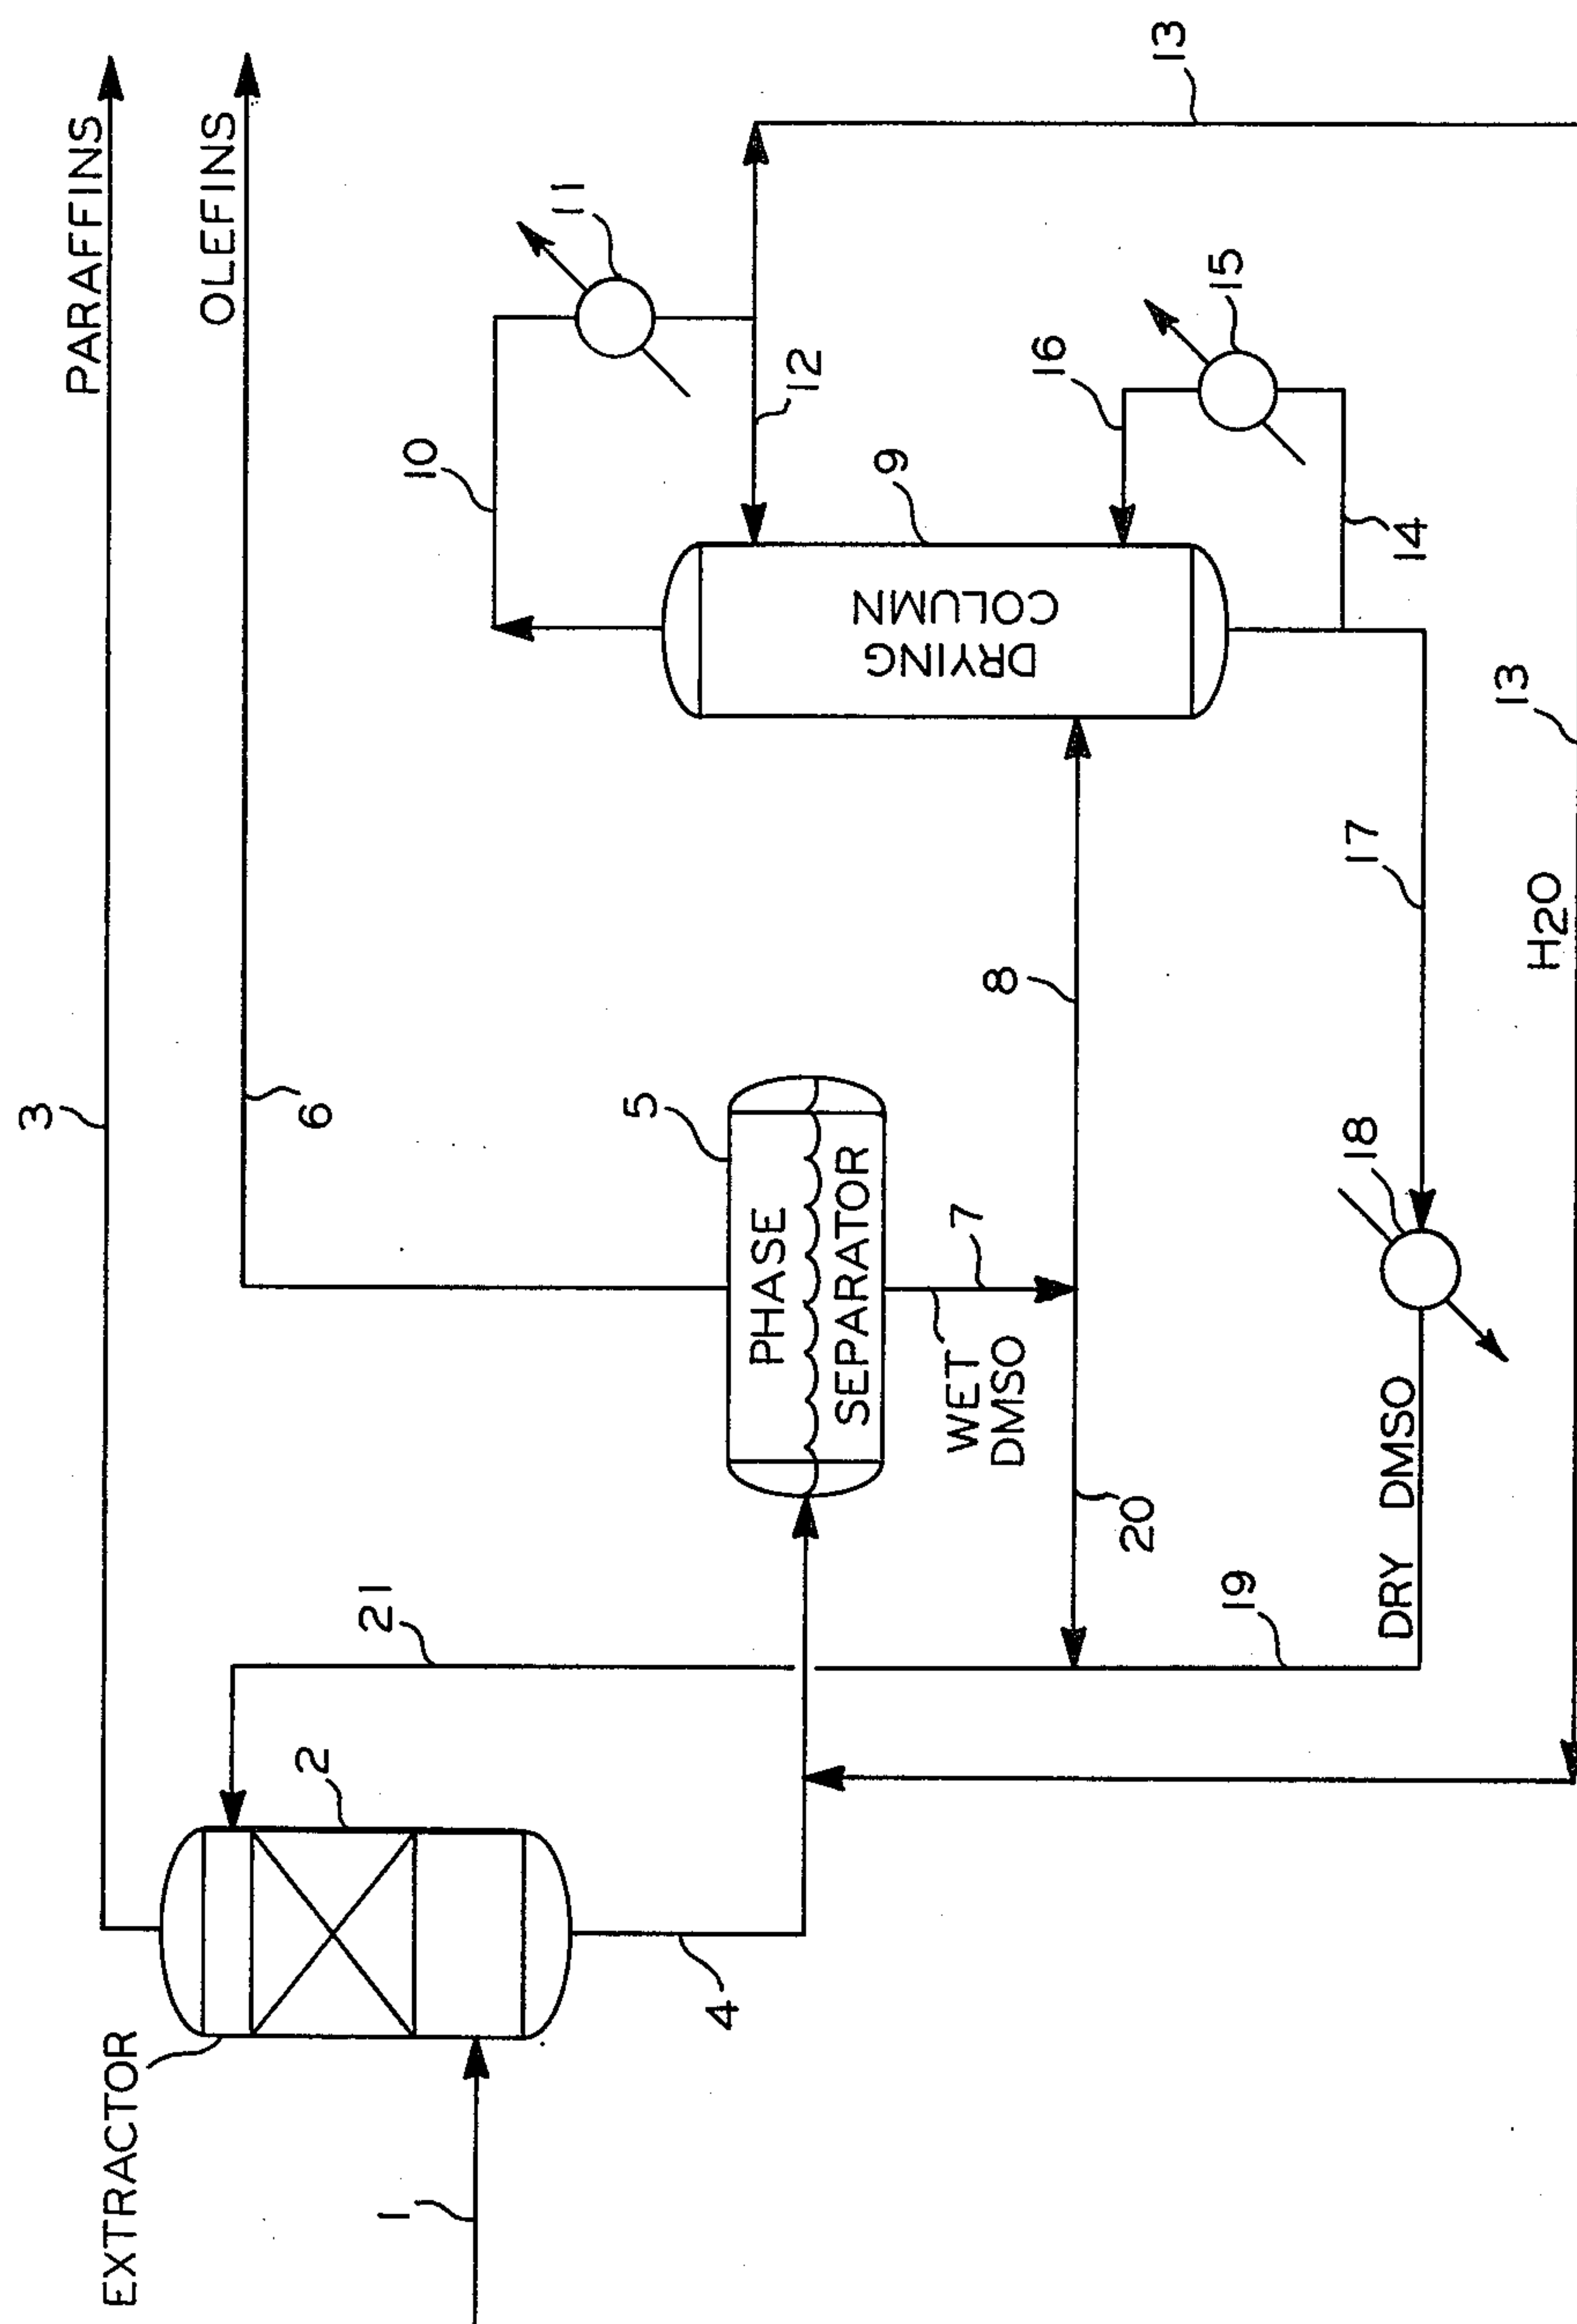 PARAFFINS
OLEFINS
3
6
13
11
10
12
15
16
9
DRYING
COLUMN
14
5
PHASE
SEPARATOR
8
7
WET
DMSO
17
13
H2O
18
20
DRY DMSO
19
21
2
EXTRACTOR
4
1